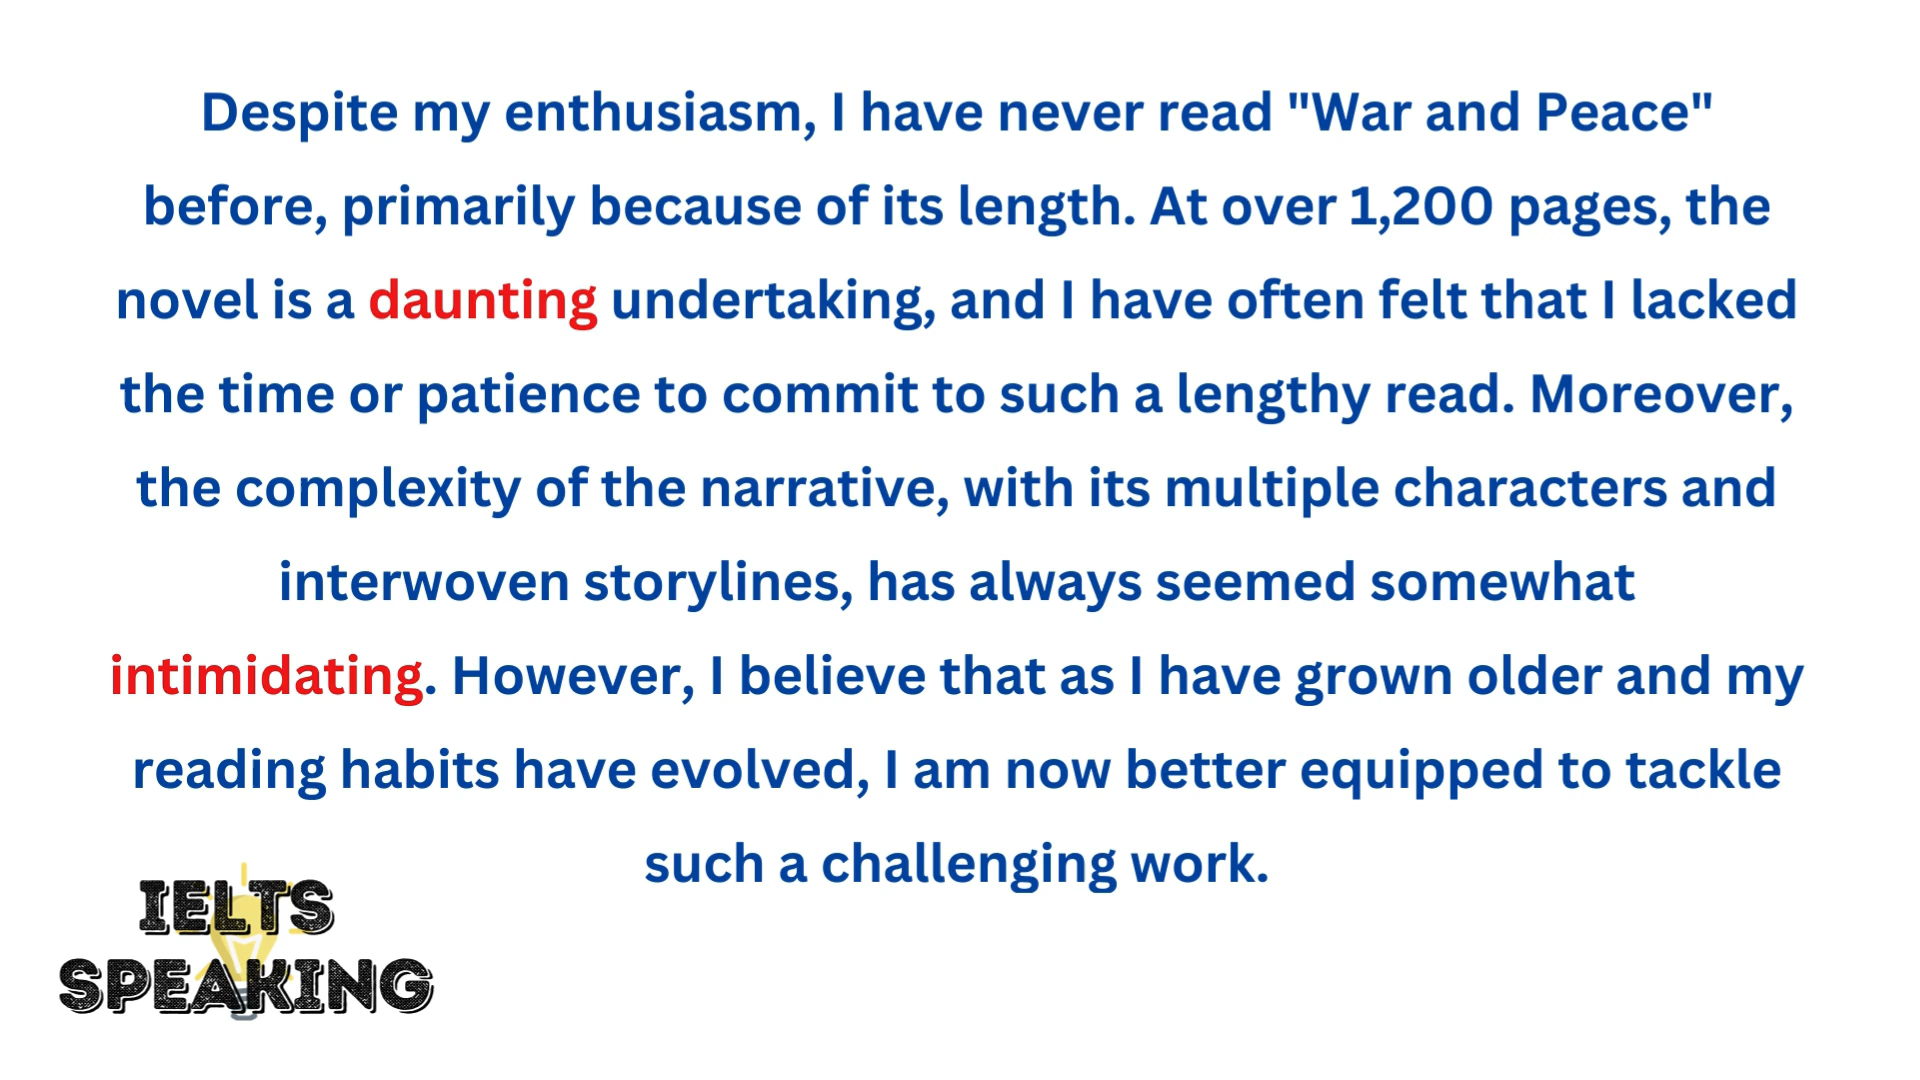 Despite my enthusiasm, I have never read "War and Peace"
before, primarily because of its length. At over 1,200 pages, the
novel is a daunting undertaking, and I have often felt that I lacked
the time or patience to commit to such a lengthy read. Moreover,
the complexity of the narrative, with its multiple characters and
interwoven storylines, has always seemed somewhat
intimidating. However, I believe that as I have grown older and my
reading habits have evolved, I am now better equipped to tackle
such a challenging work.
IELTS
SPEAKING